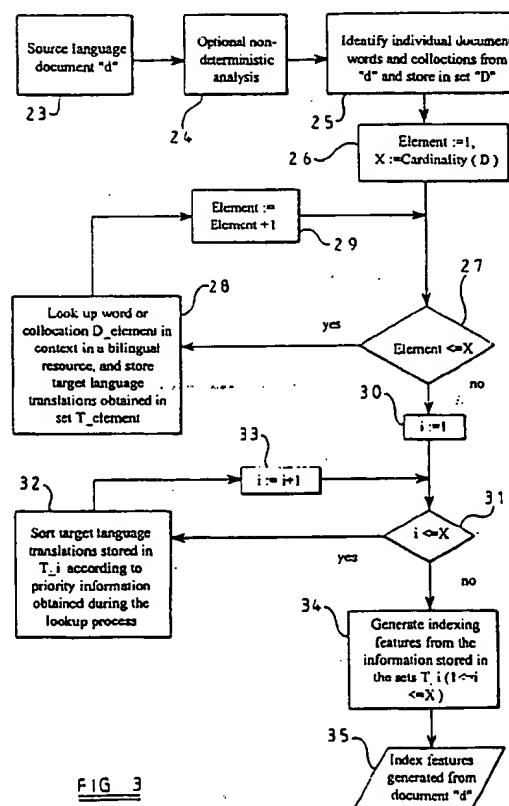 Source language
document "d"
23
Optional non-
deterministic
analysis
24
Identify individual document
words and collections from
"d" and store in set "D"
25
Element :=1,
X :=Cardinality ( D )
26
Element :=
Element +1
29
28
Look up word or
collocation D_element in
context in a bilingual
resource, and store
target language
translations obtained in
set T_element
yes
27
Element <=X
no
30
i :=1
33
i := i+1
32
Sort target language
translations stored in
T_i according to
priority information
obtained during the
lookup process
yes
31
i <=X
no
34
Generate indexing
features from the
information stored in
the sets T_i (1<=i
<=X )
35
Index features
generated from
document "d"
FIG 3